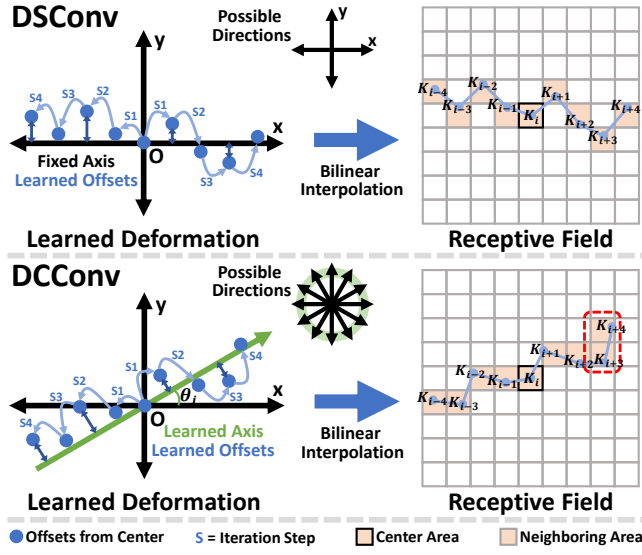 DSConv
y
x
O
S4
S3
S2
S1
S1
S2
S3
S4
Fixed Axis
Learned Offsets
Learned Deformation
Possible
Directions
y
x
Bilinear
Interpolation
K_{i-4}
K_{i-3}
K_{i-2}
K_{i-1}
K_i
K_{i+1}
K_{i+2}
K_{i+3}
K_{i+4}
Receptive Field
DCConv
y
x
O
S4
S3
S2
S1
S1
S2
S3
S4
θ_i
Learned Axis
Learned Offsets
Learned Deformation
Possible
Directions
Bilinear
Interpolation
K_{i-4}
K_{i-3}
K_{i-2}
K_{i-1}
K_i
K_{i+1}
K_{i+2}
K_{i+3}
K_{i+4}
Receptive Field
Offsets from Center
S = Iteration Step
Center Area
Neighboring Area